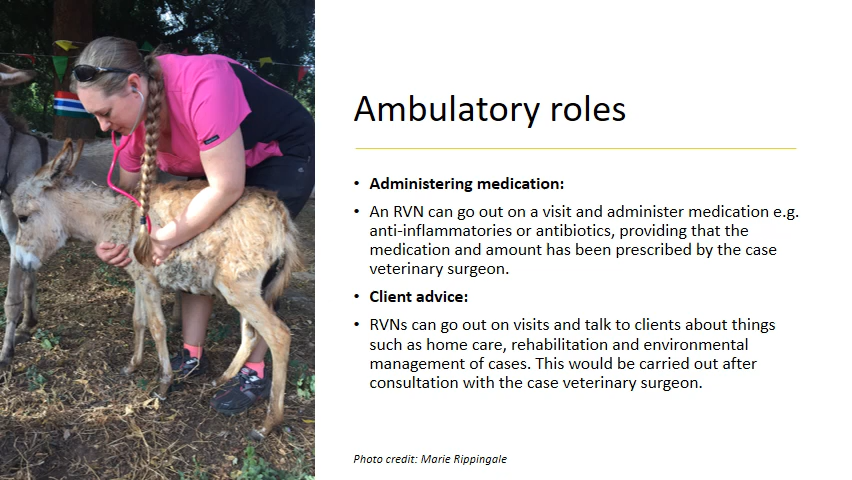 Ambulatory roles
• Administering medication:
• An RVN can go out on a visit and administer medication e.g.
anti-inflammatories or antibiotics, providing that the
medication and amount has been prescribed by the case
veterinary surgeon.
• Client advice:
• RVNs can go out on visits and talk to clients about things
such as home care, rehabilitation and environmental
management of cases. This would be carried out after
consultation with the case veterinary surgeon.
Photo credit: Marie Rippingale